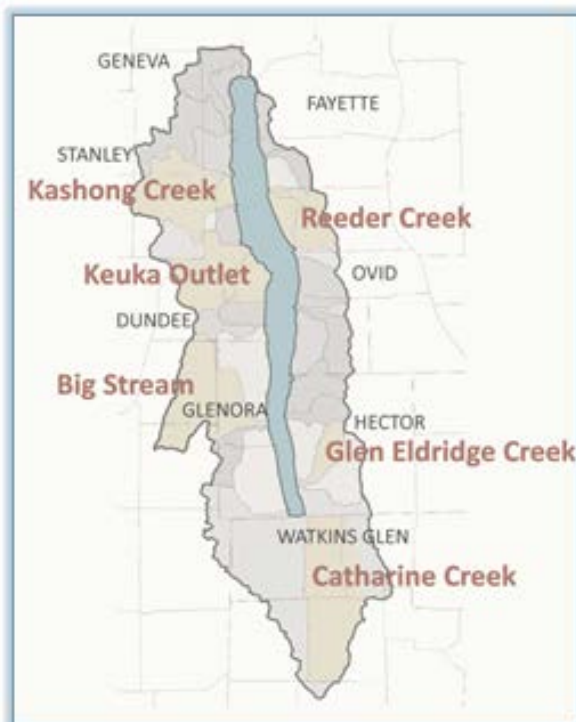 GENEVA
FAYETTE
STANLEY
Kashong Creek
Reeder Creek
Keuka Outlet
OVID
DUNDEE
Big Stream
GLENORA
HECTOR
Glen Eldridge Creek
WATKINS GLEN
Catharine Creek